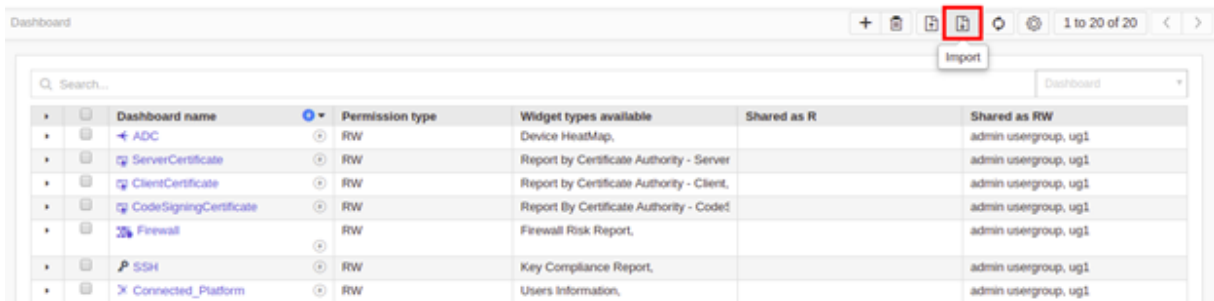 Dashboard
1 to 20 of 20
Import
Search...
Dashboard
Dashboard name Permission type Widget types available Shared as R Shared as RW
ADC RW Device HeatMap, admin usergroup, ug1
ServerCertificate RW Report by Certificate Authority - Server admin usergroup, ug1
ClientCertificate RW Report by Certificate Authority - Client, admin usergroup, ug1
CodeSigningCertificate RW Report By Certificate Authority - CodeS admin usergroup, ug1
Firewall RW Firewall Risk Report, admin usergroup, ug1
SSH RW Key Compliance Report, admin usergroup, ug1
Connected_Platform RW Users Information, admin usergroup, ug1